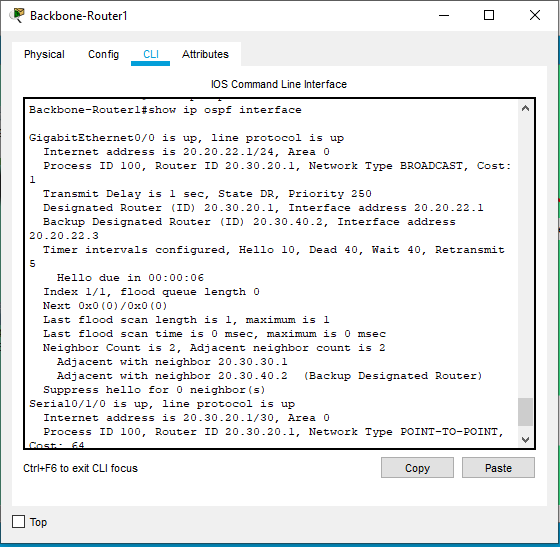 Backbone-Router1
Physical Config CLI Attributes
IOS Command Line Interface
Backbone-Router1#show ip ospf interface
GigabitEthernet0/0 is up, line protocol is up
Internet address is 20.20.22.1/24, Area 0
Process ID 100, Router ID 20.30.20.1, Network Type BROADCAST, Cost:
1
Transmit Delay is 1 sec, State DR, Priority 250
Designated Router (ID) 20.30.20.1, Interface address 20.20.22.1
Backup Designated Router (ID) 20.30.40.2, Interface address
20.20.22.3
Timer intervals configured, Hello 10, Dead 40, Wait 40, Retransmit
5
Hello due in 00:00:06
Index 1/1, flood queue length 0
Next 0x0(0)/0x0(0)
Last flood scan length is 1, maximum is 1
Last flood scan time is 0 msec, maximum is 0 msec
Neighbor Count is 2, Adjacent neighbor count is 2
Adjacent with neighbor 20.30.30.1
Adjacent with neighbor 20.30.40.2 (Backup Designated Router)
Suppress hello for 0 neighbor(s)
Serial0/1/0 is up, line protocol is up
Internet address is 20.30.20.1/30, Area 0
Process ID 100, Router ID 20.30.20.1, Network Type POINT-TO-POINT,
Cost: 64
Ctrl+F6 to exit CLI focus
Copy Paste
Top